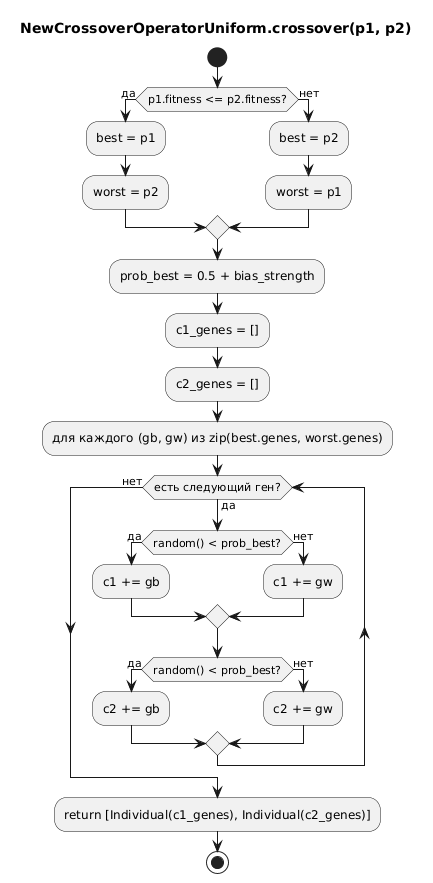 NewCrossoverOperatorUniform.crossover(p1, p2)
да
p1.fitness <= p2.fitness?
нет
best = p1
best = p2
worst = p2
worst = p1
prob_best = 0.5 + bias_strength
c1_genes = []
c2_genes = []
для каждого (gb, gw) из zip(best.genes, worst.genes)
нет
есть следующий ген?
да
да
random() < prob_best?
нет
c1 += gb
c1 += gw
да
random() < prob_best?
нет
c2 += gb
c2 += gw
return [Individual(c1_genes), Individual(c2_genes)]